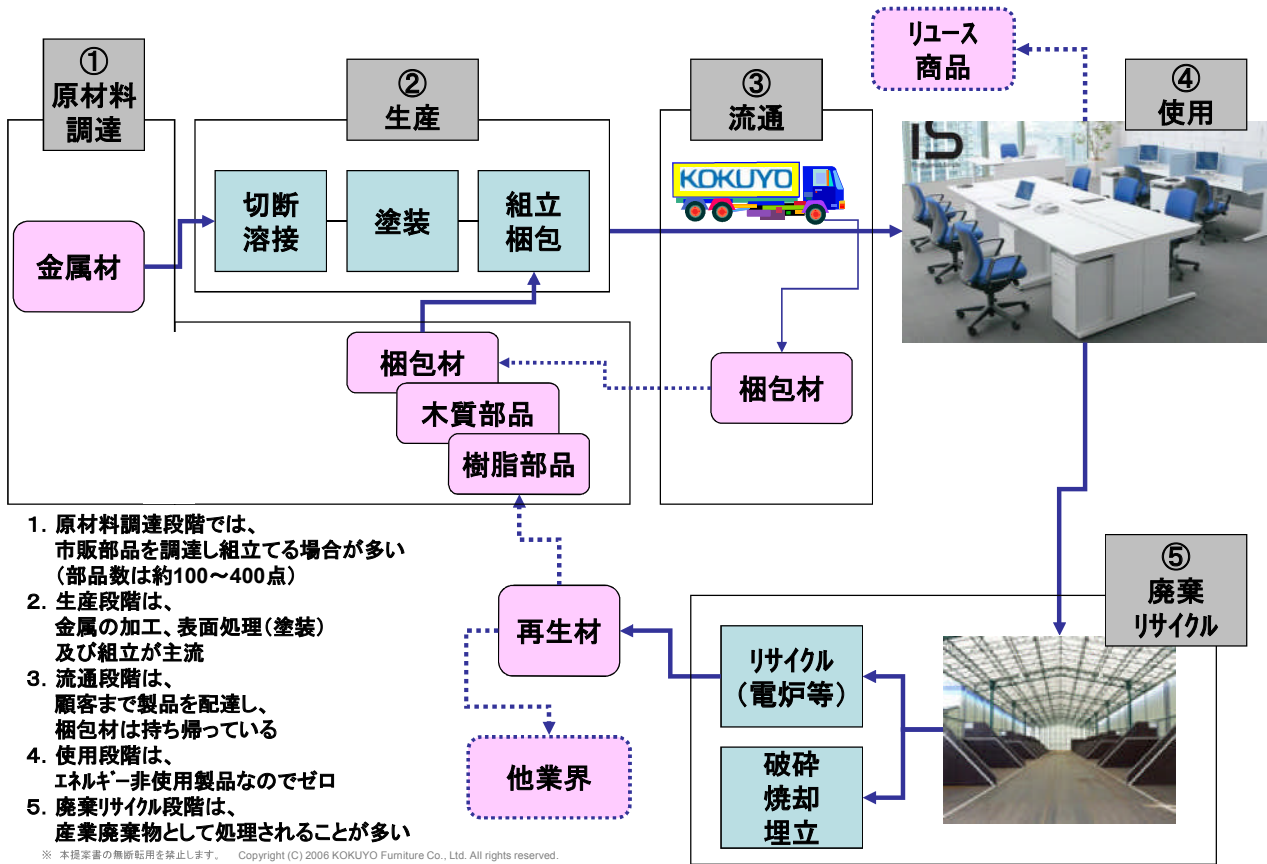 ①
原材料
調達
②
生産
③
流通
リユース
商品
④
使用
金属材
切断
溶接
塗装
組立
梱包
KOKUYO
IS
梱包材
木質部品
樹脂部品
梱包材
1. 原材料調達段階では、
市販部品を調達し組立てる場合が多い
（部品数は約100～400点）
2. 生産段階は、
金属の加工、表面処理（塗装）
及び組立が主流
3. 流通段階は、
顧客まで製品を配達し、
梱包材は持ち帰っている
4. 使用段階は、
エネルギー非使用製品なのでゼロ
5. 廃棄リサイクル段階は、
産業廃棄物として処理されることが多い
再生材
他業界
⑤
廃棄
リサイクル
リサイクル
（電炉等）
破砕
焼却
埋立
※ 本提案書の無断転用を禁止します。 Copyright (C) 2006 KOKUYO Furniture Co., Ltd. All rights reserved.